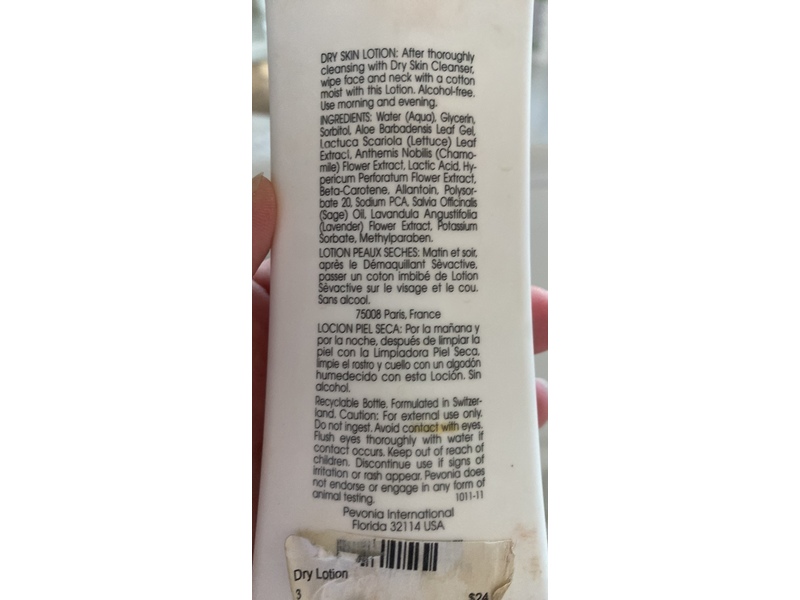 DRY SKIN LOTION: After thoroughly
cleansing with Dry Skin Cleanser,
wipe face and neck with a cotton
moist with this Lotion. Alcohol-free.
Use morning and evening.
INGREDIENTS: Water (Aqua), Glycerin,
Sorbitol, Aloe Barbadensis Leaf Gel,
Lactuca Scariola (Lettuce) Leaf
Extract, Anthemis Nobilis (Chamo-
mile) Flower Extract, Lactic Acid, Hy-
pericum Perforatum Flower Extract,
Beta-Carotene, Allantoin, Polysor-
bate 20, Sodium PCA, Salvia Officinalis
(Sage) Oil, Lavandula Angustifolia
(Lavender) Flower Extract, Potassium
Sorbate, Methylparaben.
LOTION PEAUX SECHES: Matin et soir,
après le Démaquillant Sèvactive,
passer un coton imbibé de Lotion
Sèvactive sur le visage et le cou.
Sans alcool.
75008 Paris, France
LOCION PIEL SECA: Por la mañana y
por la noche, después de limpiar la
piel con la Limpiadora Piel Seca,
limpie el rostro y cuello con un algodón
humedecido con esta Loción. Sin
alcohol.
Recyclable Bottle. Formulated in Switzer-
land. Caution: For external use only.
Do not ingest. Avoid contact with eyes.
Flush eyes thoroughly with water if
contact occurs. Keep out of reach of
children. Discontinue use if signs of
irritation or rash appear. Pevonia does
not endorse or engage in any form of
animal testing. 1011-11
Pevonia International
Florida 32114 USA
Dry Lotion
3 $24